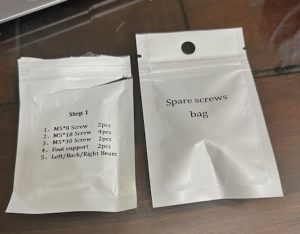 Step 1
1、M5*8 Screw 2pcs
2、M5*18 Screw 4pcs
3、M5*30 Screw 2pcs
4、Foot support 2pcs
5、Left/Back/Right Beam
Spare screws
bag